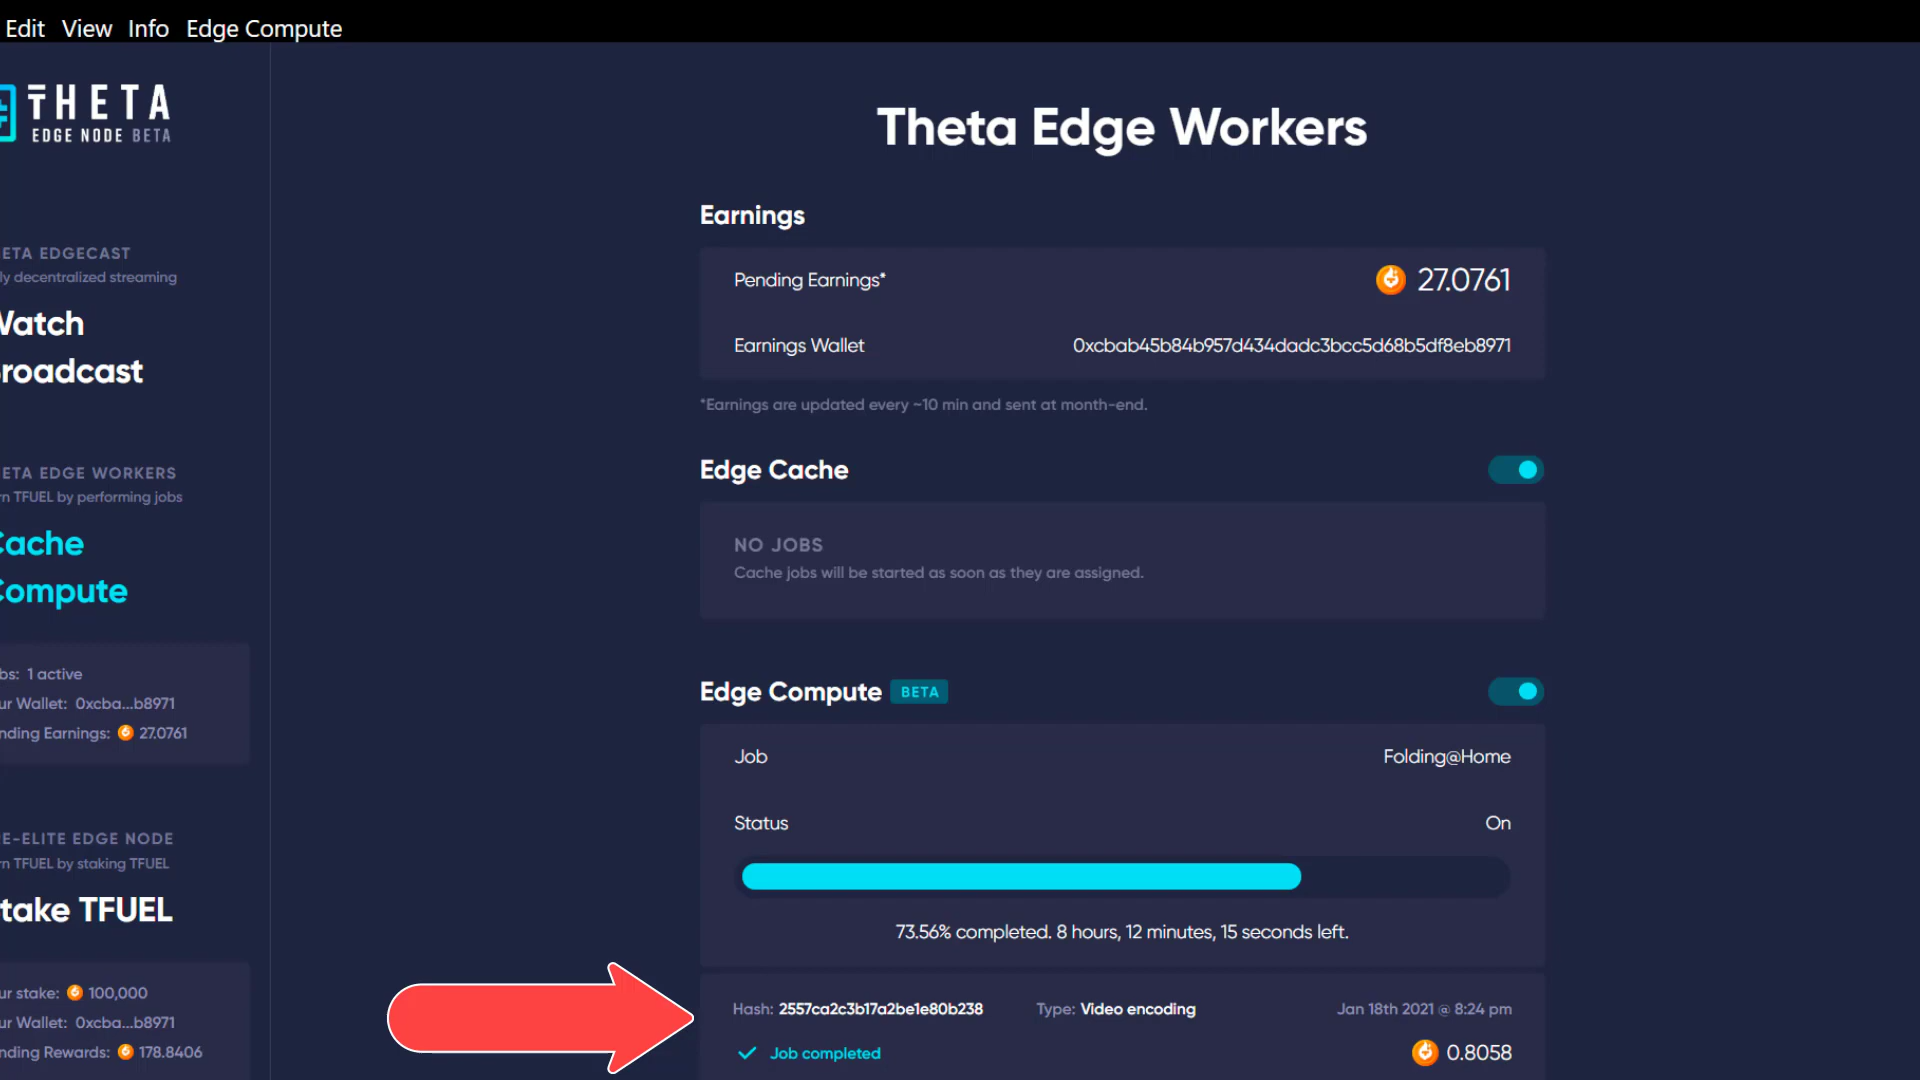 Edit View Info Edge Compute
THETA
EDGE NODE BETA
ETA EDGECAST
ly decentralized streaming
Watch
roadcast
ETA EDGE WORKERS
rn TFUEL by performing jobs
Cache
Compute
bs: 1 active
ur Wallet: 0xcba...b8971
nding Earnings: 27.0761
E-ELITE EDGE NODE
rn TFUEL by staking TFUEL
take TFUEL
ur stake: 100,000
ur Wallet: 0xcba...b8971
nding Rewards: 178.8406
Theta Edge Workers
Earnings
Pending Earnings* 27.0761
Earnings Wallet 0xcbab45b84b957d434dadc3bcc5d68b5df8eb8971
*Earnings are updated every ~10 min and sent at month-end.
Edge Cache
NO JOBS
Cache jobs will be started as soon as they are assigned.
Edge Compute BETA
Job Folding@Home
Status On
73.56% completed. 8 hours, 12 minutes, 15 seconds left.
Hash: 2557ca2c3b17a2be1e80b238 Type: Video encoding Jan 18th 2021 @ 8:24 pm
Job completed 0.8058